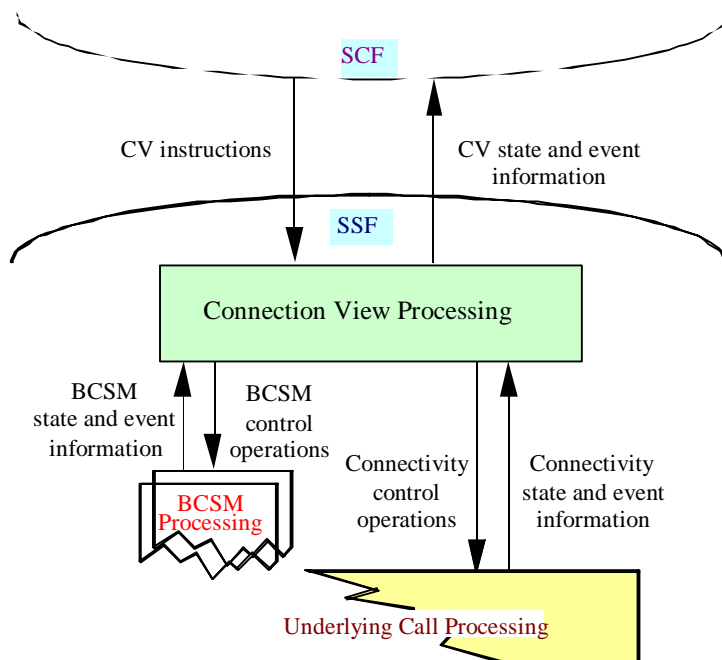 SCF
CV instructions
CV state and event
information
SSF
Connection View Processing
BCSM
state and event
information
BCSM
control
operations
Connectivity
control
operations
Connectivity
state and event
information
BCSM
Processing
Underlying Call Processing